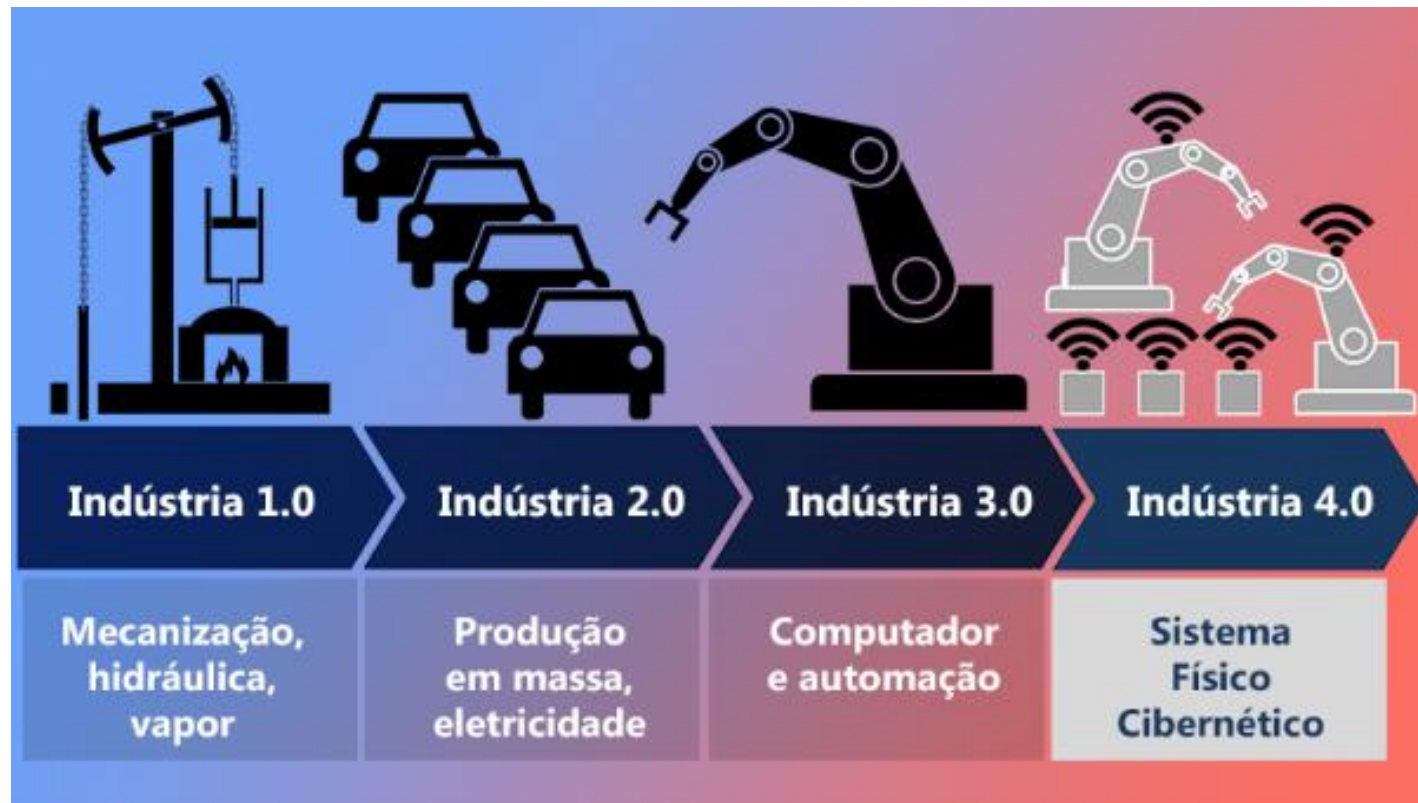 Indústria 1.0
Indústria 2.0
Indústria 3.0
Indústria 4.0
Mecanização,
hidráulica,
vapor
Produção
em massa,
eletricidade
Computador
e automação
Sistema
Físico
Cibernético